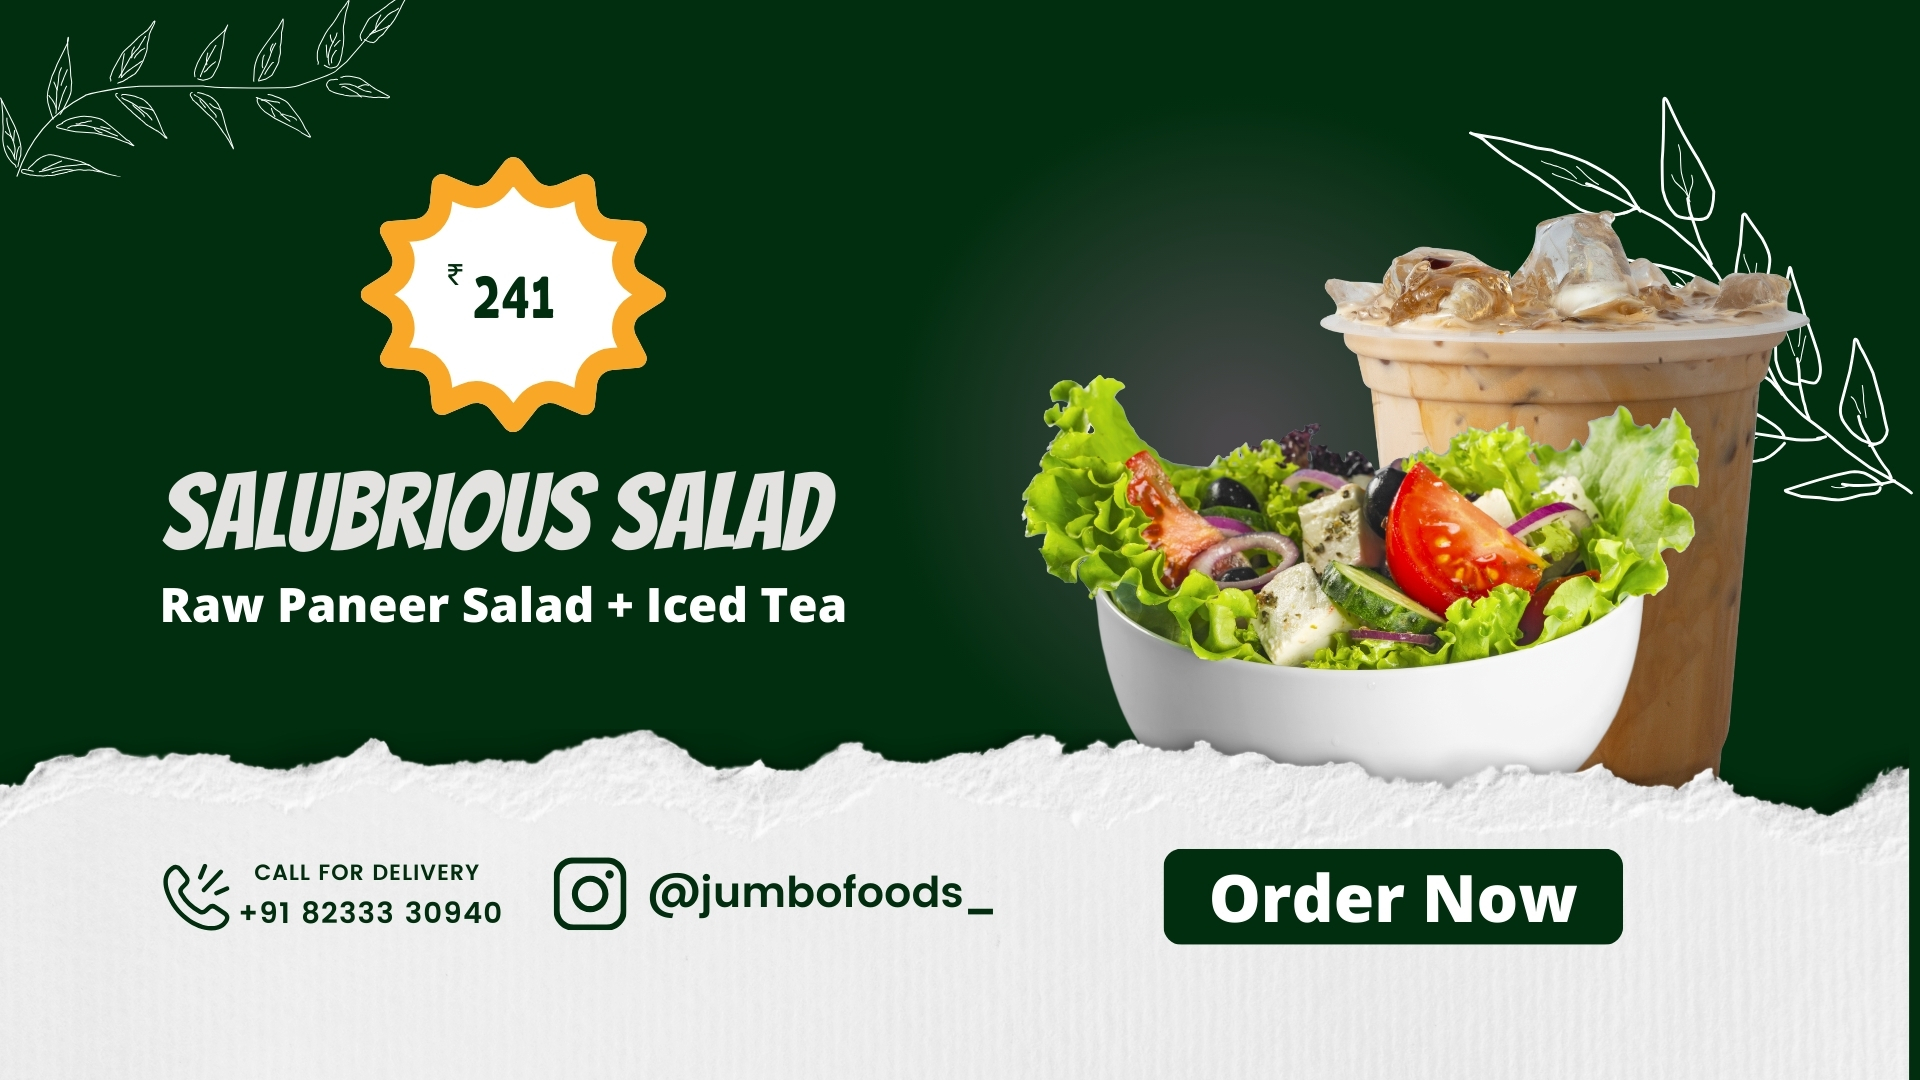 ₹ 241
SALUBRIOUS SALAD
Raw Paneer Salad + Iced Tea
CALL FOR DELIVERY
+91 82333 30940
@jumbofoods_
Order Now